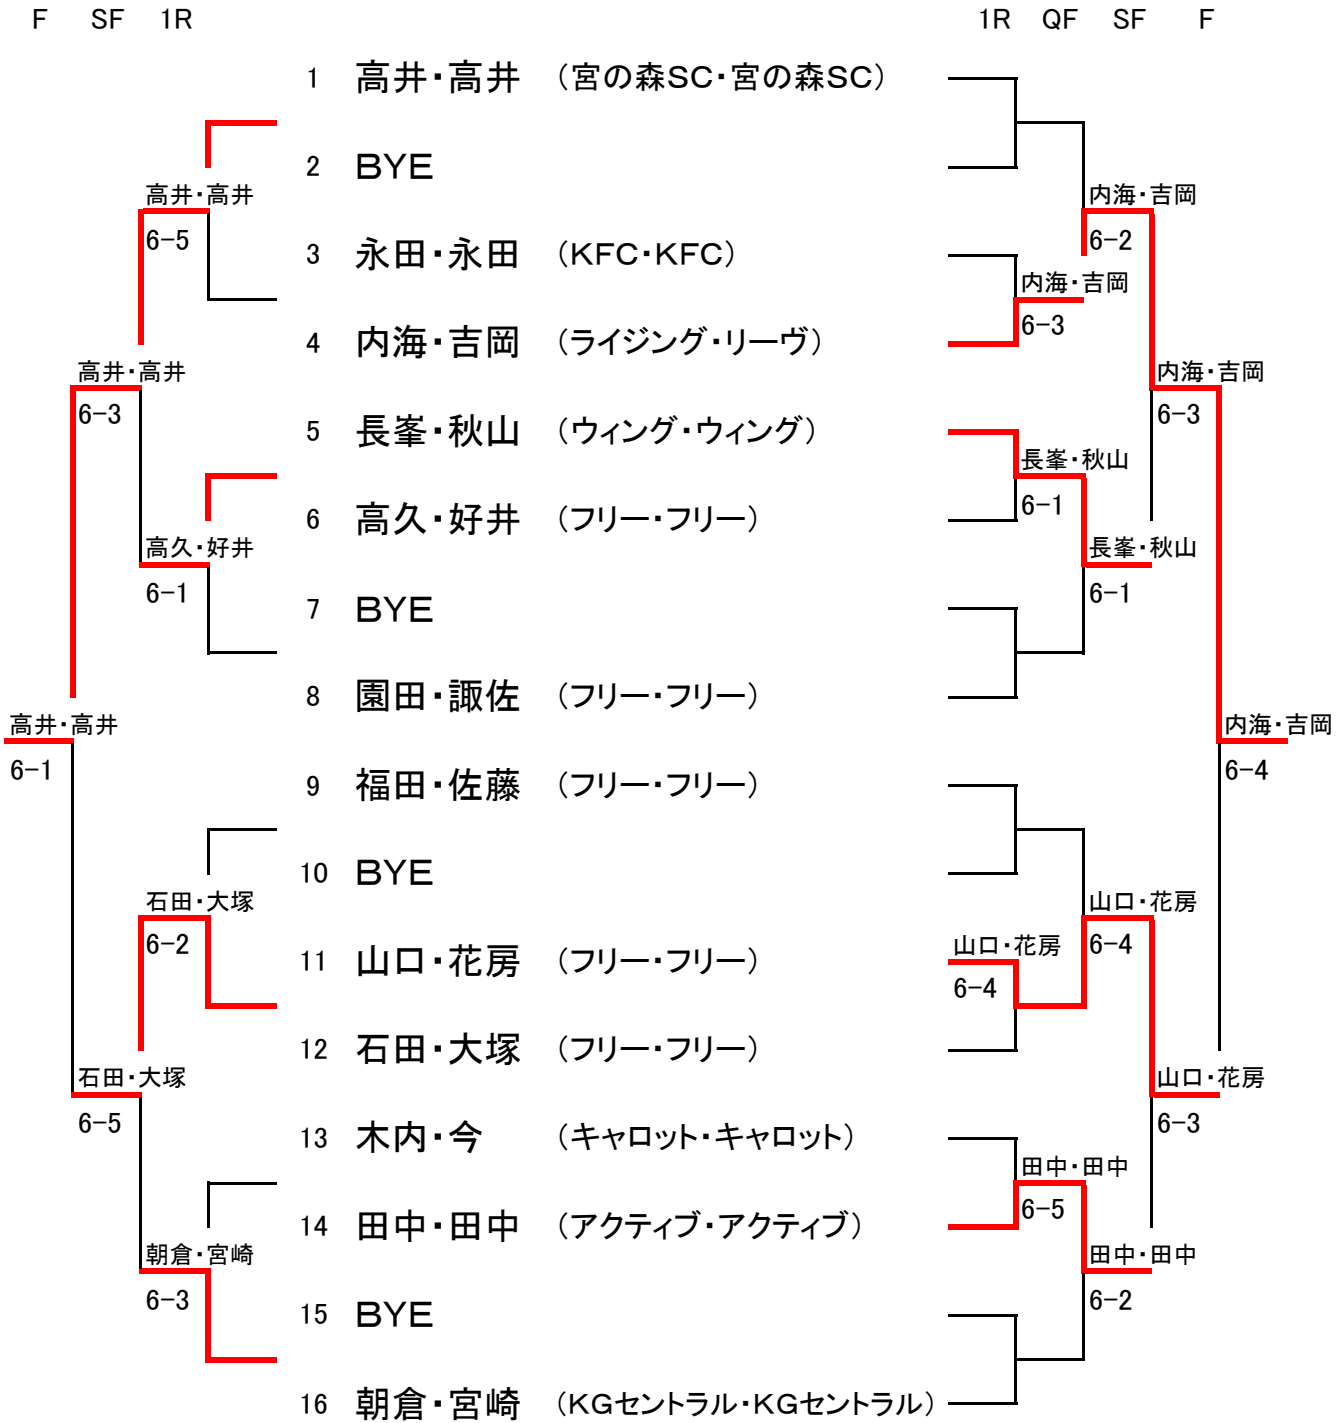 F SF 1R 1R QF SF F
1 高井・高井 （宮の森SC・宮の森SC）
2 BYE
高井・高井 内海・吉岡
6-5 6-2
3 永田・永田 （KFC・KFC）
内海・吉岡
6-3
4 内海・吉岡 （ライジング・リーヴ）
高井・高井 内海・吉岡
6-3 6-3
5 長峯・秋山 （ウィング・ウィング）
長峯・秋山
6-1
6 高久・好井 （フリー・フリー）
高久・好井 長峯・秋山
6-1 6-1
7 BYE
8 園田・諏佐 （フリー・フリー）
高井・高井 内海・吉岡
6-1 6-4
9 福田・佐藤 （フリー・フリー）
10 BYE
石田・大塚 山口・花房
6-2 6-4
山口・花房
11 山口・花房 （フリー・フリー）
6-4
12 石田・大塚 （フリー・フリー）
石田・大塚 山口・花房
6-5 6-3
13 木内・今 （キャロット・キャロット）
田中・田中
6-5
14 田中・田中 （アクティブ・アクティブ）
朝倉・宮崎 田中・田中
6-3 6-2
15 BYE
16 朝倉・宮崎 （KGセントラル・KGセントラル）